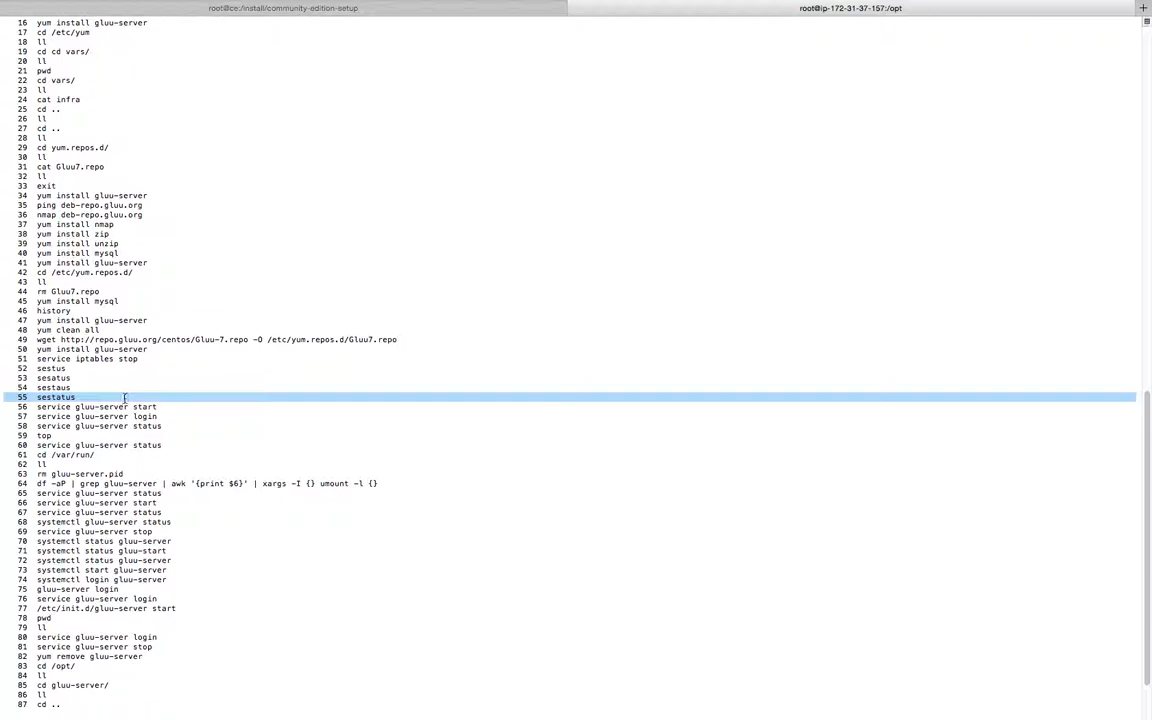 root@ce:/install/community-edition-setup
root@ip-172-31-37-157:/opt
16 yum install gluu-server
17 cd /etc/yum
18 ll
19 cd cd vars/
20 ll
21 pwd
22 cd vars/
23 ll
24 cat infra
25 cd ..
26 ll
27 cd ..
28 ll
29 cd yum.repos.d/
30 ll
31 cat Gluu7.repo
32 ll
33 exit
34 yum install gluu-server
35 ping deb-repo.gluu.org
36 nmap deb-repo.gluu.org
37 yum install nmap
38 yum install zip
39 yum install unzip
40 yum install mysql
41 yum install gluu-server
42 cd /etc/yum.repos.d/
43 ll
44 rm Gluu7.repo
45 yum install mysql
46 history
47 yum install gluu-server
48 yum clean all
49 wget http://repo.gluu.org/centos/Gluu-7.repo -O /etc/yum.repos.d/Gluu7.repo
50 yum install gluu-server
51 service iptables stop
52 sestus
53 sesatus
54 sestaus
55 sestatus
56 service gluu-server start
57 service gluu-server login
58 service gluu-server status
59 top
60 service gluu-server status
61 cd /var/run/
62 ll
63 rm gluu-server.pid
64 df -aP | grep gluu-server | awk '{print $6}' | xargs -I {} umount -l {}
65 service gluu-server status
66 service gluu-server start
67 service gluu-server status
68 systemctl gluu-server status
69 service gluu-server stop
70 systemctl status gluu-server
71 systemctl status gluu-start
72 systemctl status gluu-server
73 systemctl start gluu-server
74 systemctl login gluu-server
75 gluu-server login
76 service gluu-server login
77 /etc/init.d/gluu-server start
78 pwd
79 ll
80 service gluu-server login
81 service gluu-server stop
82 yum remove gluu-server
83 cd /opt/
84 ll
85 cd gluu-server/
86 ll
87 cd ..